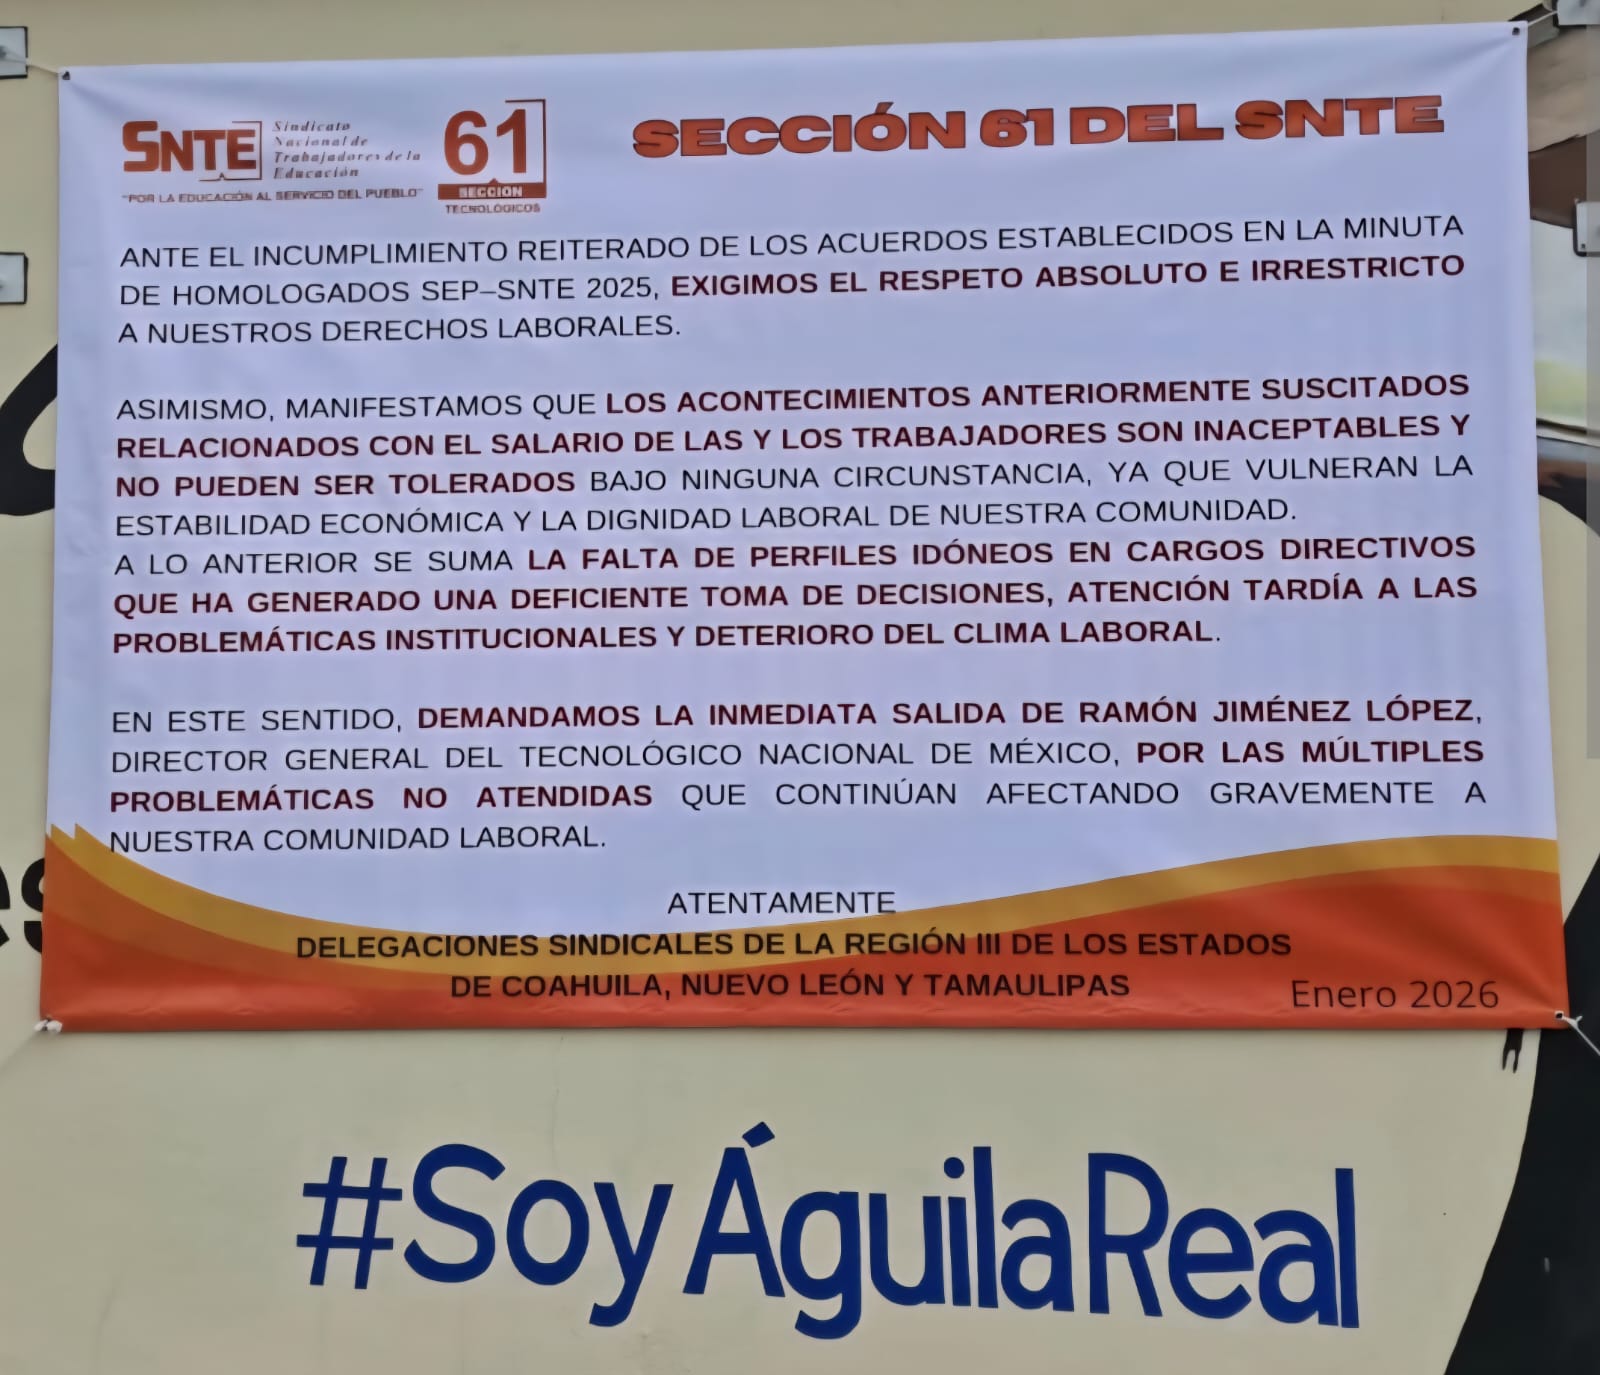 SNTE
Sindicato
Nacional de
Trabajadores de la
Educación
"POR LA EDUCACIÓN AL SERVICIO DEL PUEBLO"
61
SECCIÓN
TECNOLÓGICOS
SECCIÓN 61 DEL SNTE
ANTE EL INCUMPLIMIENTO REITERADO DE LOS ACUERDOS ESTABLECIDOS EN LA MINUTA
DE HOMOLOGADOS SEP–SNTE 2025, EXIGIMOS EL RESPETO ABSOLUTO E IRRESTRICTO
A NUESTROS DERECHOS LABORALES.
ASIMISMO, MANIFESTAMOS QUE LOS ACONTECIMIENTOS ANTERIORMENTE SUSCITADOS
RELACIONADOS CON EL SALARIO DE LAS Y LOS TRABAJADORES SON INACEPTABLES Y
NO PUEDEN SER TOLERADOS BAJO NINGUNA CIRCUNSTANCIA, YA QUE VULNERAN LA
ESTABILIDAD ECONÓMICA Y LA DIGNIDAD LABORAL DE NUESTRA COMUNIDAD.
A LO ANTERIOR SE SUMA LA FALTA DE PERFILES IDÓNEOS EN CARGOS DIRECTIVOS
QUE HA GENERADO UNA DEFICIENTE TOMA DE DECISIONES, ATENCIÓN TARDÍA A LAS
PROBLEMÁTICAS INSTITUCIONALES Y DETERIORO DEL CLIMA LABORAL.
EN ESTE SENTIDO, DEMANDAMOS LA INMEDIATA SALIDA DE RAMÓN JIMÉNEZ LÓPEZ,
DIRECTOR GENERAL DEL TECNOLÓGICO NACIONAL DE MÉXICO, POR LAS MÚLTIPLES
PROBLEMÁTICAS NO ATENDIDAS QUE CONTINÚAN AFECTANDO GRAVEMENTE A
NUESTRA COMUNIDAD LABORAL.
ATENTAMENTE
DELEGACIONES SINDICALES DE LA REGIÓN III DE LOS ESTADOS
DE COAHUILA, NUEVO LEÓN Y TAMAULIPAS
Enero 2026
#SoyÁguilaReal